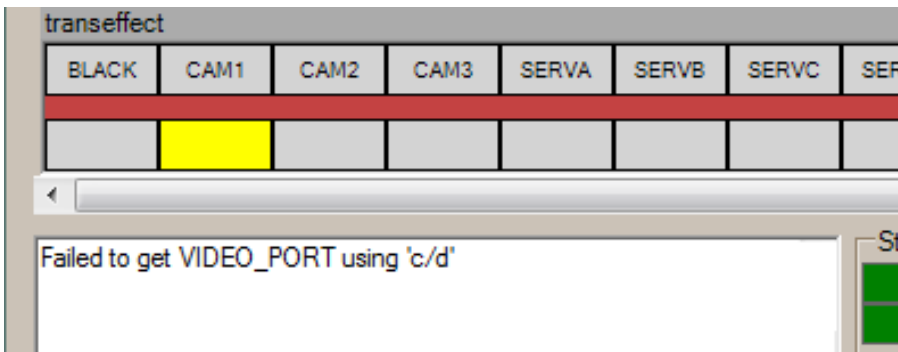 transeffect
BLACK CAM1 CAM2 CAM3 SERVA SERVB SERVC
Failed to get VIDEO_PORT using 'c/d'